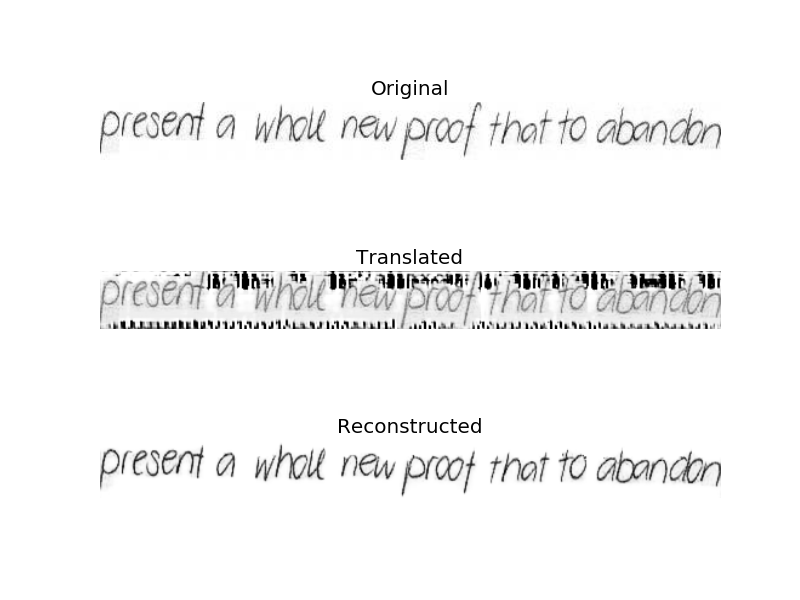 Original
present a whole new proof that to abandon
Translated
present a whole new proof that to abandon
Reconstructed
present a whole new proof that to abandon